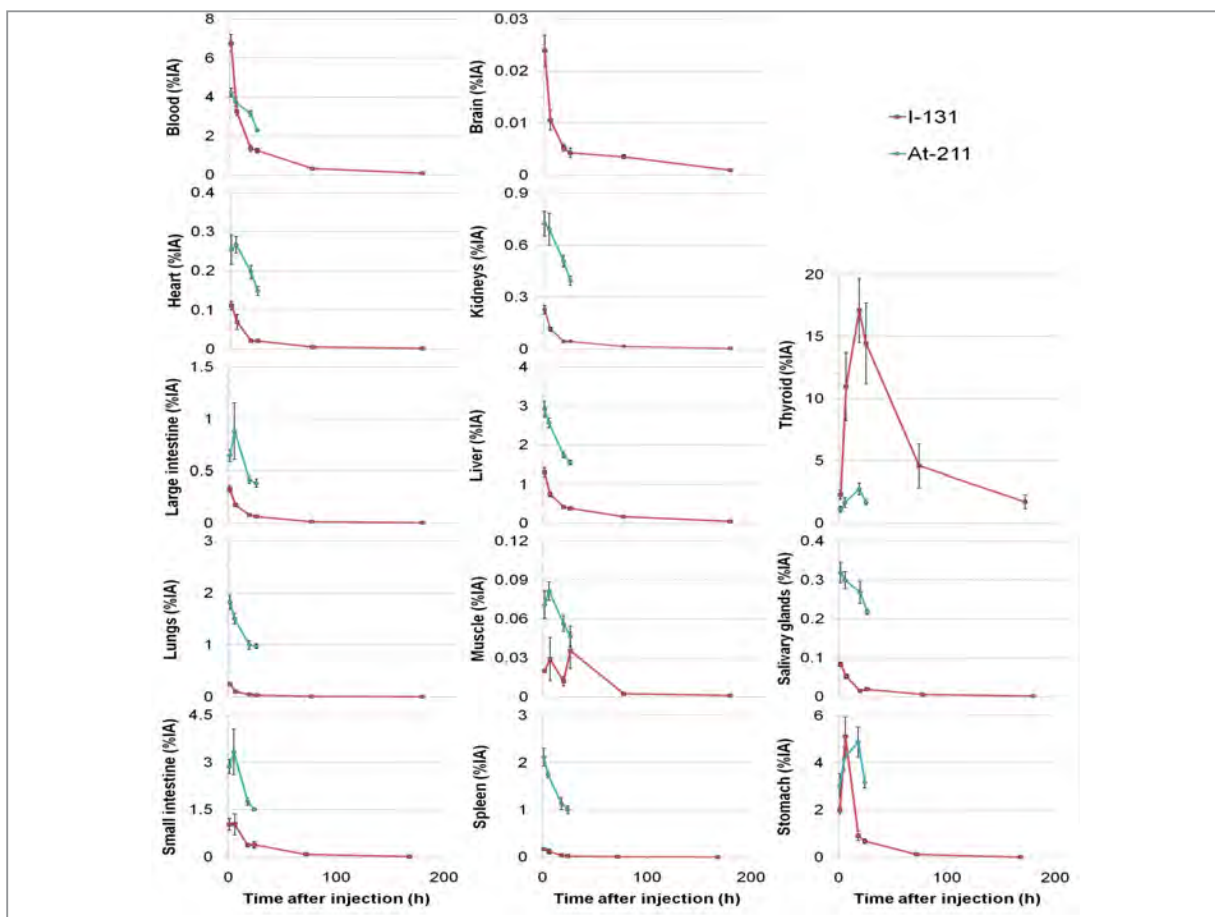 8
6
4
2
0
Blood (%IA)
0.03
0.02
0.01
0
Brain (%IA)
I-131
At-211
0.4
0.3
0.2
0.1
0
Heart (%IA)
0.9
0.6
0.3
0
Kidneys (%IA)
1.5
1
0.5
0
Large intestine (%IA)
4
3
2
1
0
Liver (%IA)
20
15
10
5
0
Thyroid (%IA)
3
2
1
0
Lungs (%IA)
0.12
0.09
0.06
0.03
0
Muscle (%IA)
0.4
0.3
0.2
0.1
0
Salivary glands (%IA)
4.5
3
1.5
0
Small intestine (%IA)
3
2
1
0
Spleen (%IA)
6
4
2
0
Stomach (%IA)
0 100 200
0 100 200
0 100 200
Time after injection (h)
Time after injection (h)
Time after injection (h)